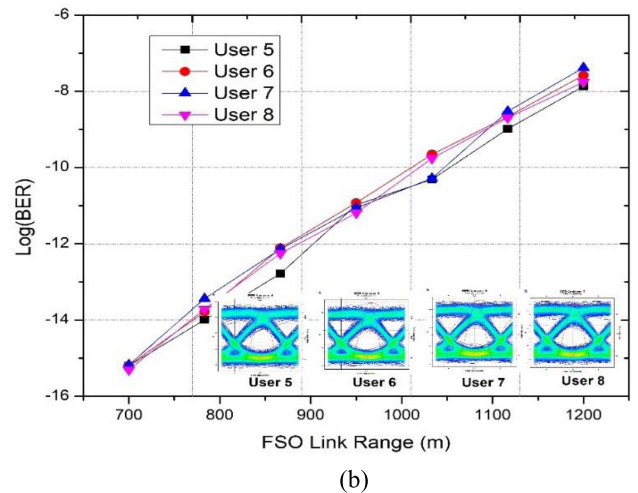 -6
-8
-10
-12
-14
-16
Log(BER)
User 5
User 6
User 7
User 8
User 5
User 6
User 7
User 8
700
800
900
1000
1100
1200
FSO Link Range (m)
(b)